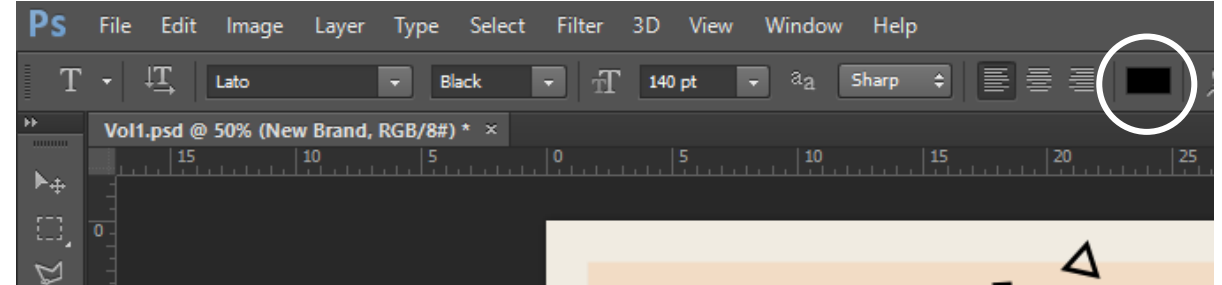 Ps File Edit Image Layer Type Select Filter 3D View Window Help
T T Lato Black T 140 pt aa Sharp
Vol1.psd @ 50% (New Brand, RGB/8#) * ×
15 10 5 0 5 10 15 20 25
0